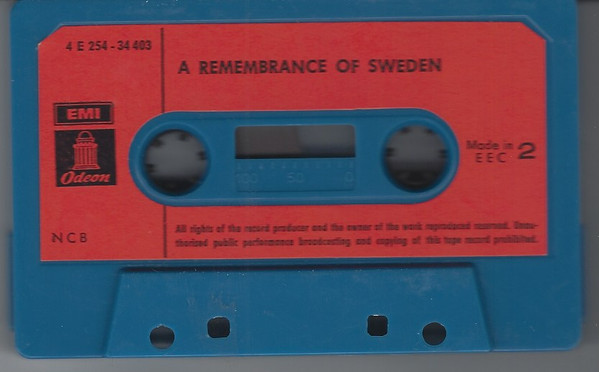 4 E 254 - 34 403
A REMEMBRANCE OF SWEDEN
EMI
Odeon
Made in
EEC
2
100 50 0
NCB
All rights of the record producer and the owner of the work reproduced reserved. Unau-
thorised public performance broadcasting and copying of this tape record prohibited.